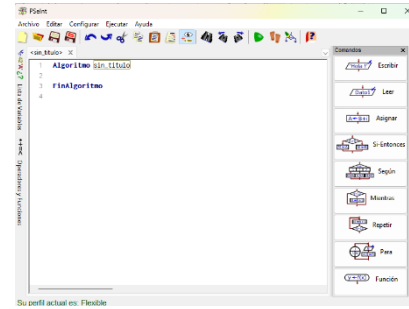 PSeInt
Archivo Editar Configurar Ejecutar Ayuda
<sin_titulo> X
Comandos
1 Algoritmo sin_titulo
2
3 FinAlgoritmo
4
Lista de Variables
Operadores y Funciones
Escribir
Leer
Asignar
Si-Entonces
Según
Mientras
Repetir
Para
Función
Su perfil actual es: Flexible